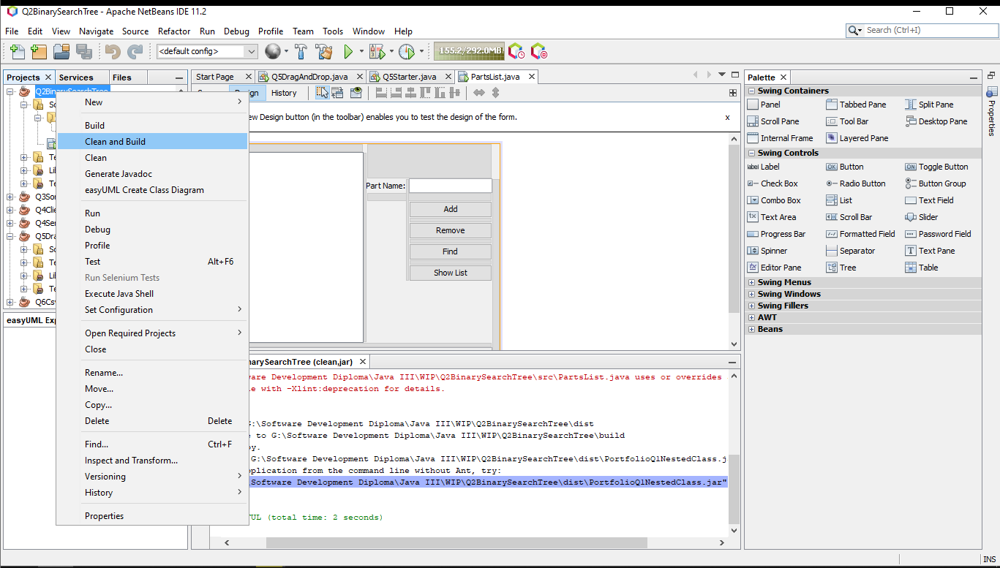 Q2BinarySearchTree - Apache NetBeans IDE 11.2
File Edit View Navigate Source Refactor Run Debug Profile Team Tools Window Help
Search (Ctrl+I)
<default config>
155.2/292.0MB
Projects Services Files
Q2BinarySearchTree
Q3Sor
Q4Clie
Q4Ser
Q5Dra
Q6Csv
easyUML Exp
New
Build
Clean and Build
Clean
Generate Javadoc
easyUML Create Class Diagram
Run
Debug
Profile
Test Alt+F6
Run Selenium Tests
Execute Java Shell
Set Configuration
Open Required Projects
Close
Rename...
Move...
Copy...
Delete Delete
Find... Ctrl+F
Inspect and Transform...
Versioning
History
Properties
Start Page Q5DragAndDrop.java Q5Starter.java PartsList.java
History
ew Design button (in the toolbar) enables you to test the design of the form.
x
Part Name:
Add
Remove
Find
Show List
narySearchTree (clean,jar)
ware Development Diploma\Java III\WIP\Q2BinarySearchTree\src\PartsList.java uses or overrides
le with -Xlint:deprecation for details.
G:\Software Development Diploma\Java III\WIP\Q2BinarySearchTree\dist
e to G:\Software Development Diploma\Java III\WIP\Q2BinarySearchTree\build
py.
G:\Software Development Diploma\Java III\WIP\Q2BinarySearchTree\dist\PortfolioQ1NestedClass.j
pplication from the command line without Ant, try:
\Software Development Diploma\Java III\WIP\Q2BinarySearchTree\dist\PortfolioQ1NestedClass.jar"
FUL (total time: 2 seconds)
Palette
Swing Containers
Panel Tabbed Pane Split Pane
Scroll Pane Tool Bar Desktop Pane
Internal Frame Layered Pane
Swing Controls
Label Button Toggle Button
Check Box Radio Button Button Group
Combo Box List Text Field
Text Area Scroll Bar Slider
Progress Bar Formatted Field Password Field
Spinner Separator Text Pane
Editor Pane Tree Table
Swing Menus
Swing Windows
Swing Fillers
AWT
Beans
Properties
INS